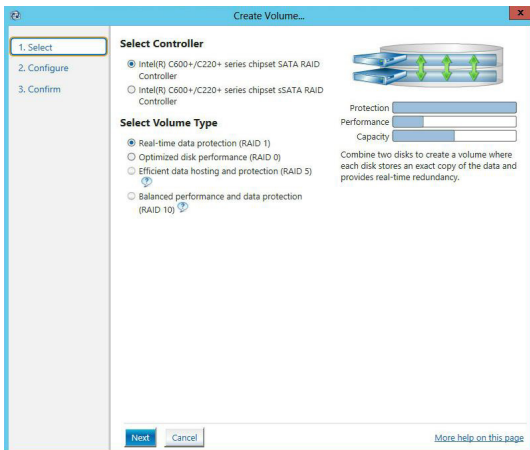 Create Volume...
x
1. Select
2. Configure
3. Confirm
Select Controller
Intel(R) C600+/C220+ series chipset SATA RAID
Controller
Intel(R) C600+/C220+ series chipset sSATA RAID
Controller
Select Volume Type
Real-time data protection (RAID 1)
Optimized disk performance (RAID 0)
Efficient data hosting and protection (RAID 5)
?
Balanced performance and data protection
(RAID 10) ?
Protection
Performance
Capacity
Combine two disks to create a volume where
each disk stores an exact copy of the data and
provides real-time redundancy.
Next
Cancel
More help on this page